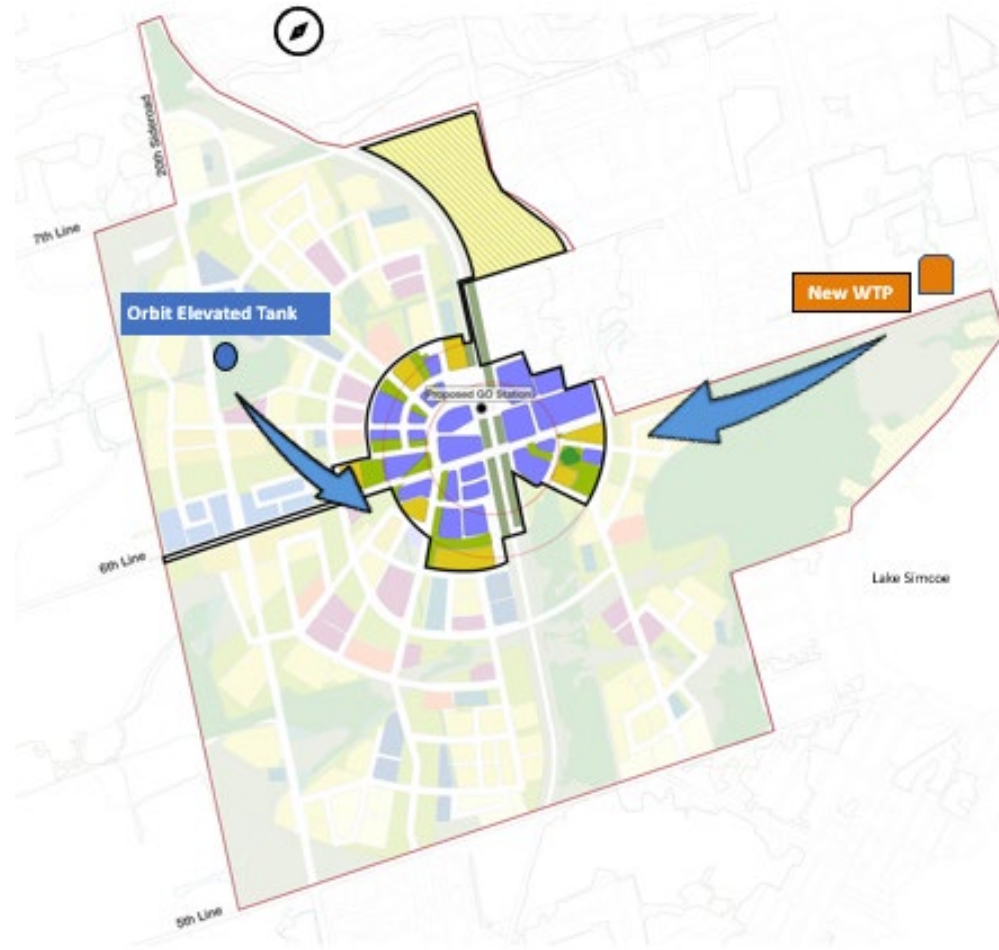 20th Sideroad
7th Line
Orbit Elevated Tank
New WTP
Proposed GO Station
6th Line
Lake Simcoe
5th Line